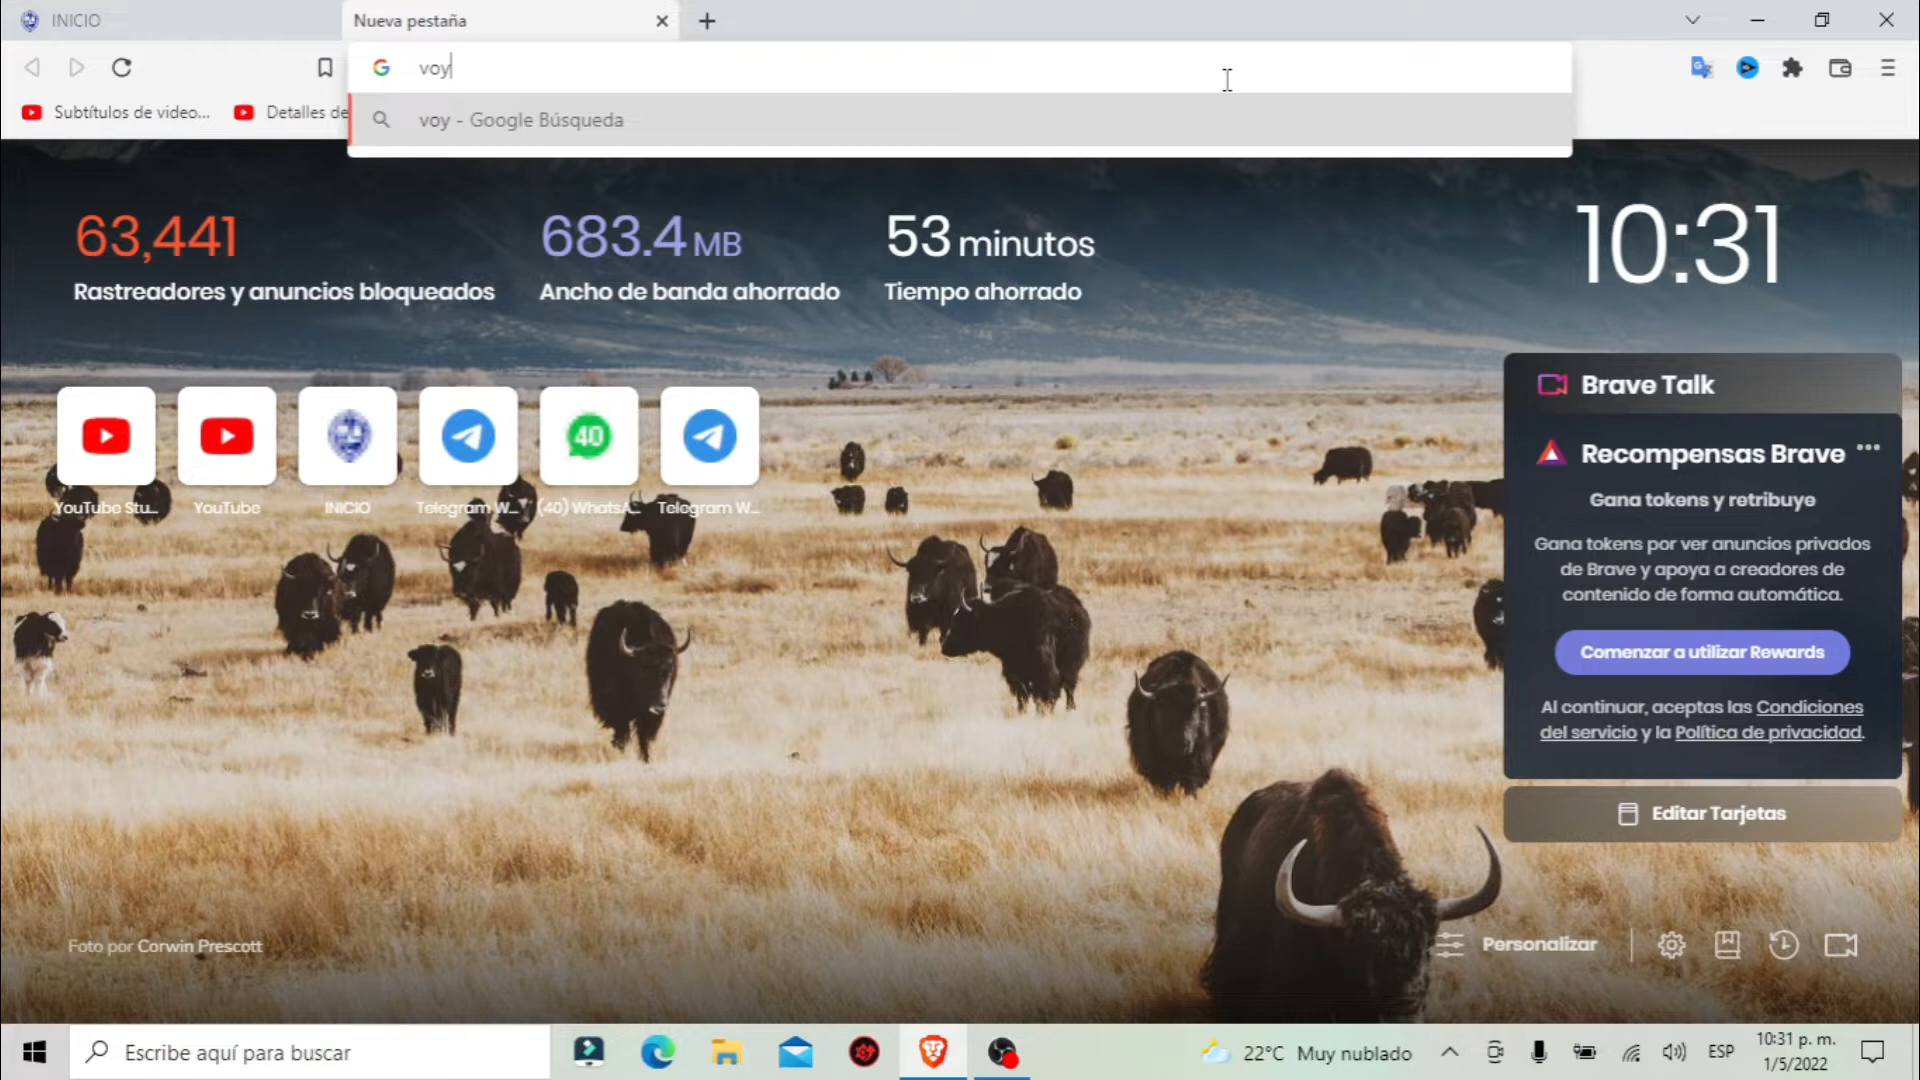 INICIO
Nueva pestaña
voy
Subtítulos de video...
Detalles de
voy - Google Búsqueda
63,441
Rastreadores y anuncios bloqueados
683.4 MB
Ancho de banda ahorrado
53 minutos
Tiempo ahorrado
10:31
YouTube Stu...
YouTube
INICIO
Telegram W...
40
(40) WhatsA...
Telegram W...
Brave Talk
Recompensas Brave
Gana tokens y retribuye
Gana tokens por ver anuncios privados
de Brave y apoya a creadores de
contenido de forma automática.
Comenzar a utilizar Rewards
Al continuar, aceptas las Condiciones
del servicio y la Política de privacidad.
Editar Tarjetas
Foto por Corwin Prescott
Personalizar
Escribe aquí para buscar
22°C Muy nublado
ESP
10:31 p. m.
1/5/2022